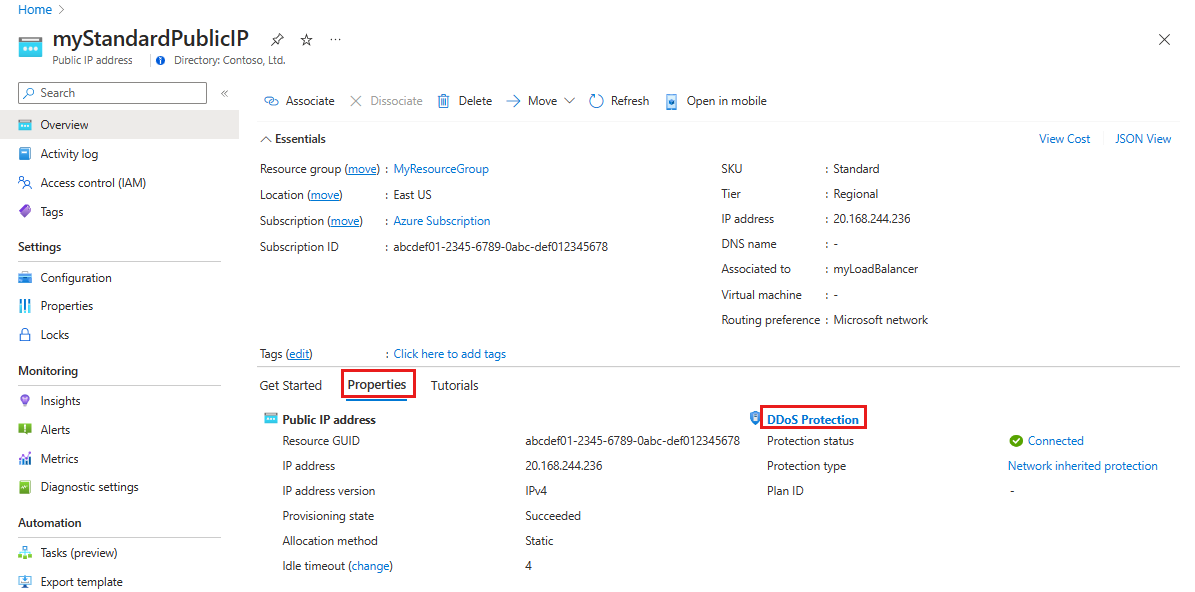 Home
myStandardPublicIP
Public IP address
Directory: Contoso, Ltd.
Search
Overview
Activity log
Access control (IAM)
Tags
Settings
Configuration
Properties
Locks
Monitoring
Insights
Alerts
Metrics
Diagnostic settings
Automation
Tasks (preview)
Export template
Associate Dissociate Delete Move Refresh Open in mobile
Essentials
View Cost JSON View
Resource group (move) : MyResourceGroup
Location (move) : East US
Subscription (move) : Azure Subscription
Subscription ID : abcdef01-2345-6789-0abc-def012345678
SKU : Standard
Tier : Regional
IP address : 20.168.244.236
DNS name : -
Associated to : myLoadBalancer
Virtual machine : -
Routing preference : Microsoft network
Tags (edit) : Click here to add tags
Get Started Properties Tutorials
Public IP address
Resource GUID abcdef01-2345-6789-0abc-def012345678
IP address 20.168.244.236
IP address version IPv4
Provisioning state Succeeded
Allocation method Static
Idle timeout (change) 4
DDoS Protection
Protection status Connected
Protection type Network inherited protection
Plan ID -